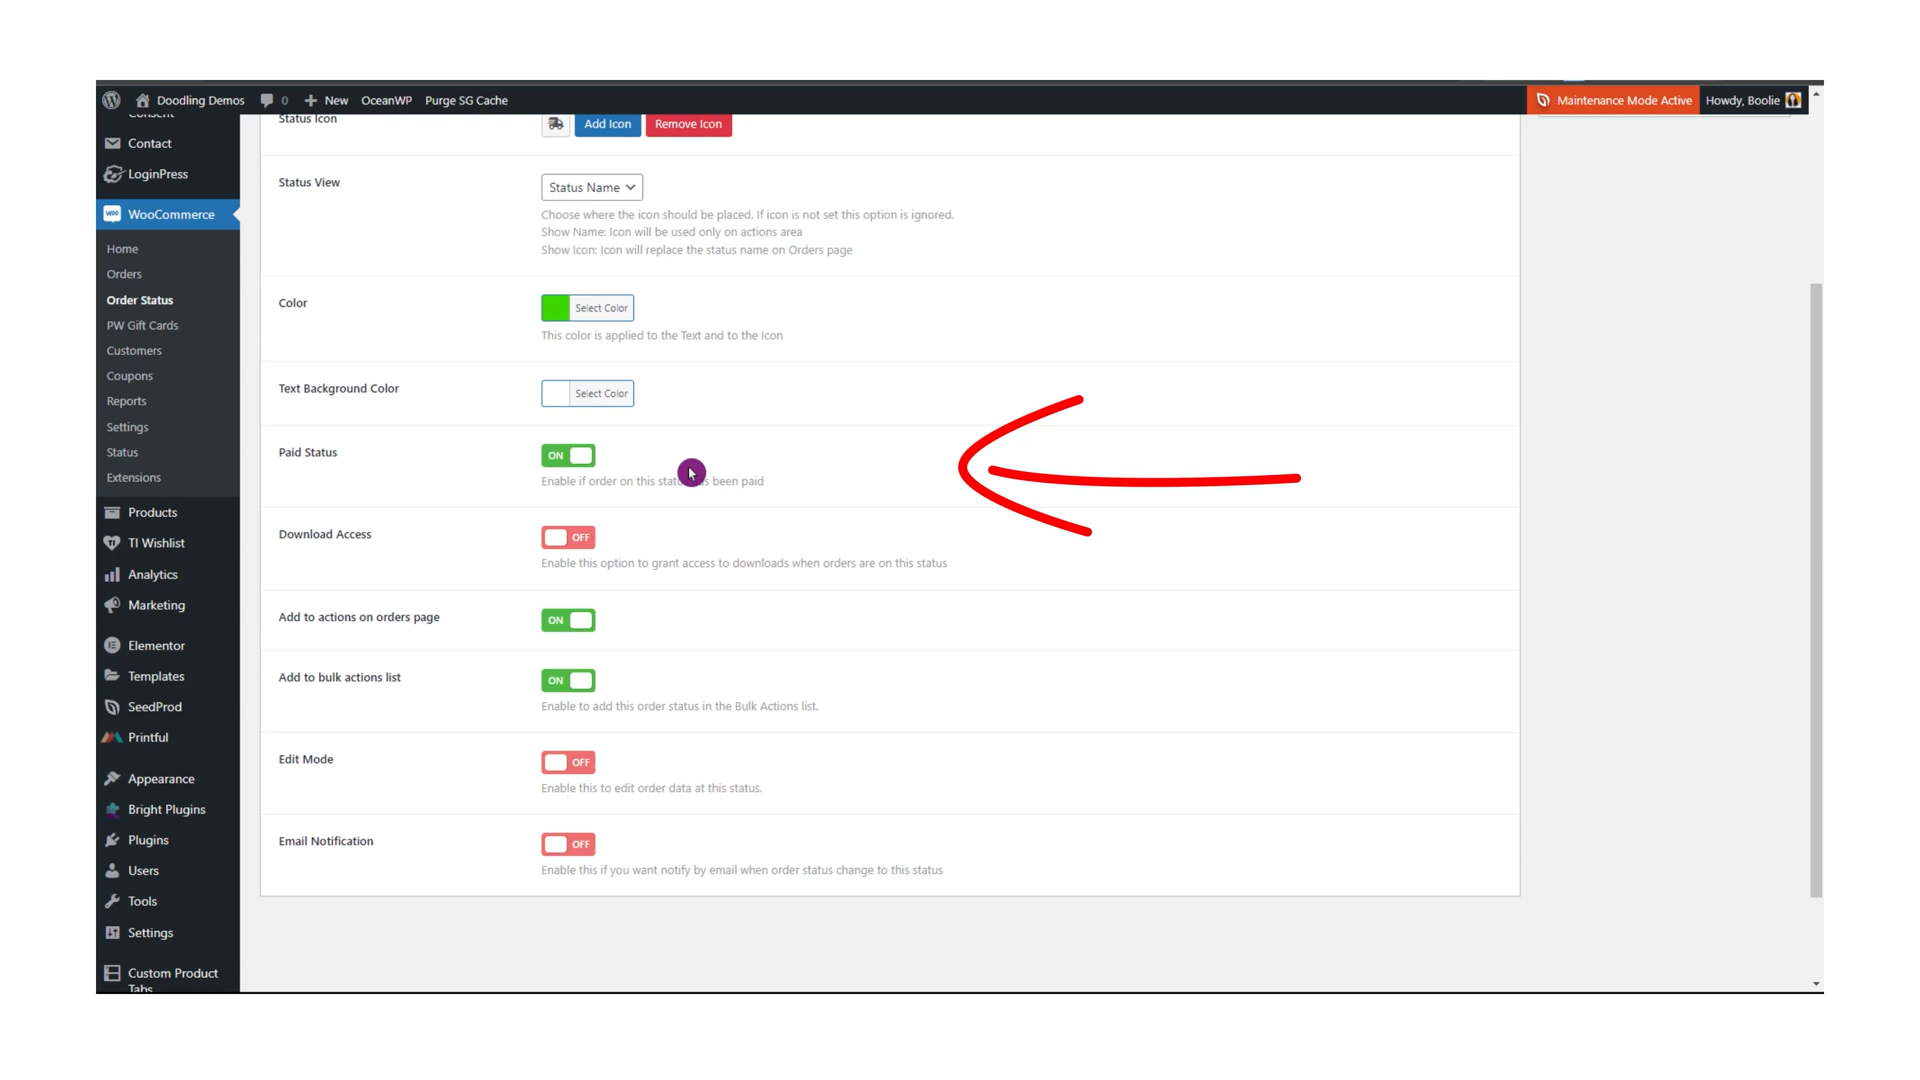 Doodling Demos 0 New OceanWP Purge SG Cache Maintenance Mode Active Howdy, Boolie
Consent
Contact
LoginPress
WooCommerce
Home
Orders
Order Status
PW Gift Cards
Customers
Coupons
Reports
Settings
Status
Extensions
Products
TI Wishlist
Analytics
Marketing
Elementor
Templates
SeedProd
Printful
Appearance
Bright Plugins
Plugins
Users
Tools
Settings
Custom Product
Tabs
Status Icon Add Icon Remove Icon
Status View Status Name
Choose where the icon should be placed. If icon is not set this option is ignored.
Show Name: Icon will be used only on actions area
Show Icon: Icon will replace the status name on Orders page
Color Select Color
This color is applied to the Text and to the Icon
Text Background Color Select Color
Paid Status ON
Enable if order on this status has been paid
Download Access OFF
Enable this option to grant access to downloads when orders are on this status
Add to actions on orders page ON
Add to bulk actions list ON
Enable to add this order status in the Bulk Actions list.
Edit Mode OFF
Enable this to edit order data at this status.
Email Notification OFF
Enable this if you want notify by email when order status change to this status